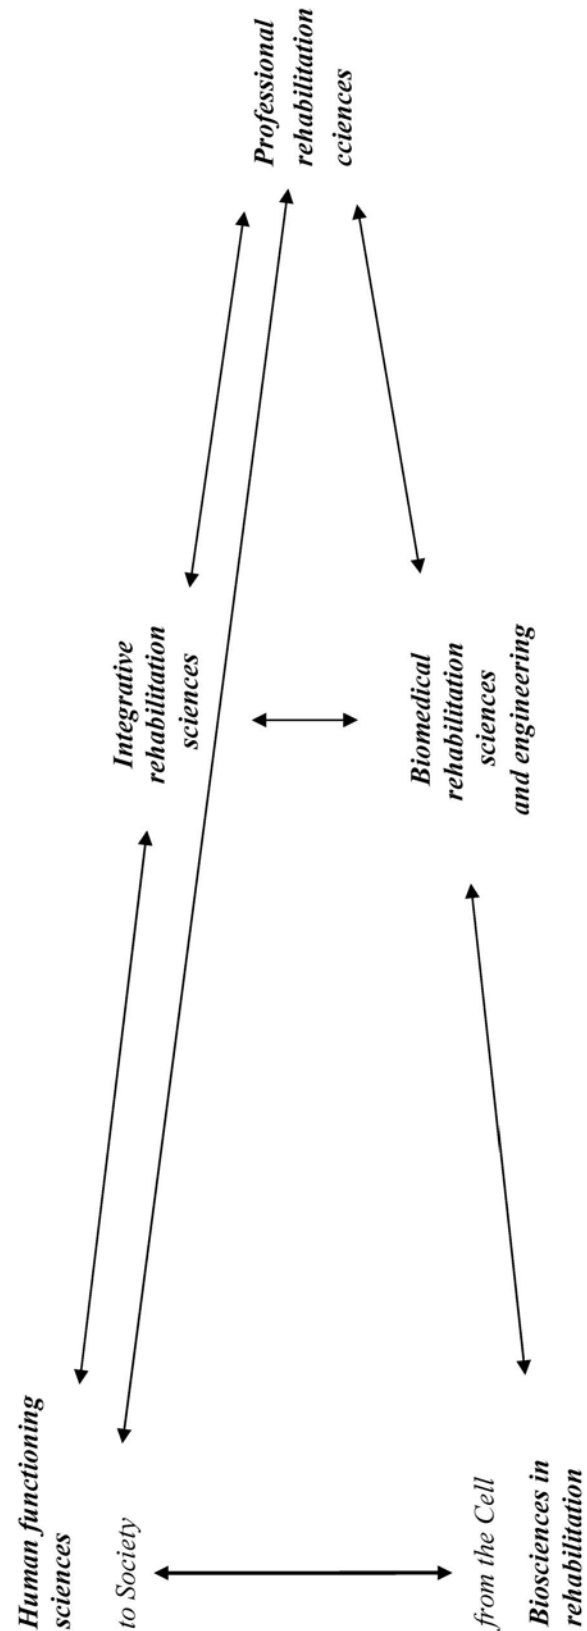 Human functioning
sciences
to Society
from the Cell
Biosciences in
rehabilitation
Integrative
rehabilitation
sciences
Biomedical
rehabilitation
sciences
and engineering
Professional
rehabilitation
cciences